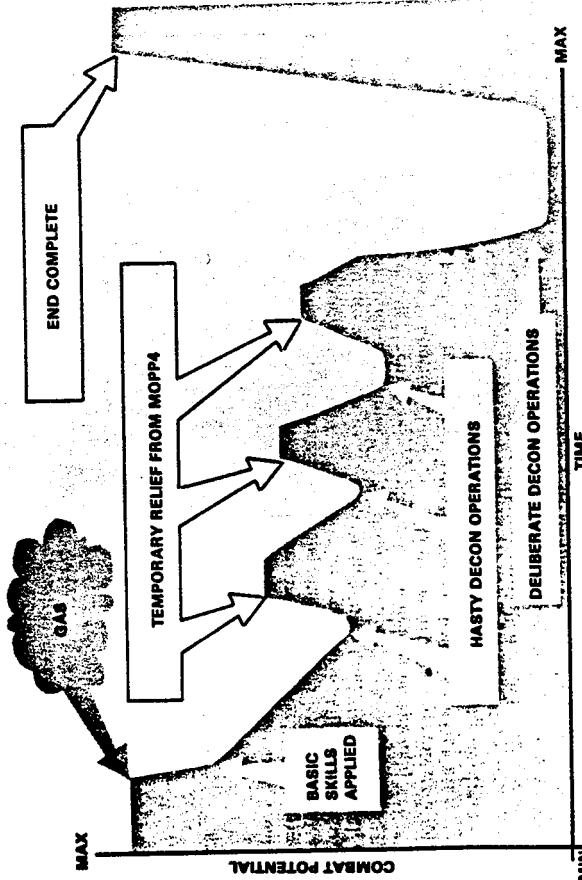 MAX
COMBAT POTENTIAL
GAS
END COMPLETE
TEMPORARY RELIEF FROM MOPP4
BASIC
SKILLS
APPLIED
HASTY DECON OPERATIONS
DELIBERATE DECON OPERATIONS
TIME
MAX